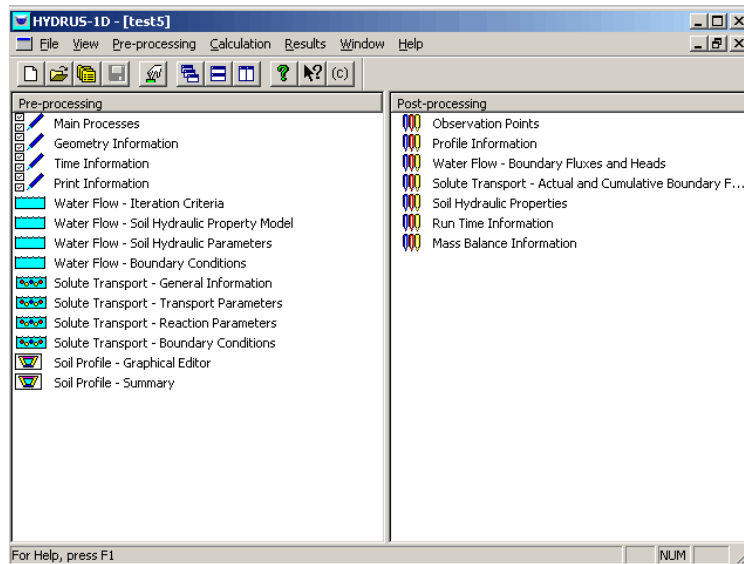 HYDRUS-1D - [test5]
File View Pre-processing Calculation Results Window Help
(c)
Pre-processing
Main Processes
Geometry Information
Time Information
Print Information
Water Flow - Iteration Criteria
Water Flow - Soil Hydraulic Property Model
Water Flow - Soil Hydraulic Parameters
Water Flow - Boundary Conditions
Solute Transport - General Information
Solute Transport - Transport Parameters
Solute Transport - Reaction Parameters
Solute Transport - Boundary Conditions
Soil Profile - Graphical Editor
Soil Profile - Summary
Post-processing
Observation Points
Profile Information
Water Flow - Boundary Fluxes and Heads
Solute Transport - Actual and Cumulative Boundary F...
Soil Hydraulic Properties
Run Time Information
Mass Balance Information
For Help, press F1
NUM